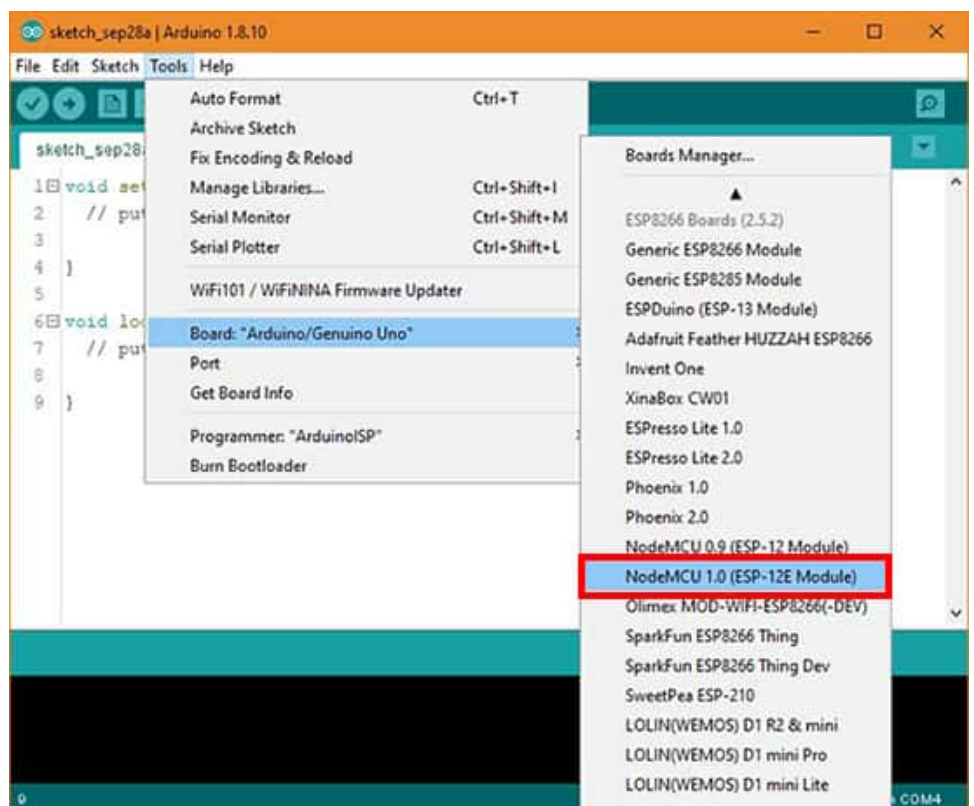 sketch_sep28a | Arduino 1.8.10
File Edit Sketch Tools Help
Auto Format Ctrl+T
Archive Sketch
Fix Encoding & Reload
Manage Libraries... Ctrl+Shift+I
Serial Monitor Ctrl+Shift+M
Serial Plotter Ctrl+Shift+L
WiFi101 / WiFiNINA Firmware Updater
Board: "Arduino/Genuino Uno"
Port
Get Board Info
Programmer: "ArduinoISP"
Burn Bootloader
Boards Manager...
ESP8266 Boards (2.5.2)
Generic ESP8266 Module
Generic ESP8285 Module
ESPDuino (ESP-13 Module)
Adafruit Feather HUZZAH ESP8266
Invent One
XinaBox CW01
ESPresso Lite 1.0
ESPresso Lite 2.0
Phoenix 1.0
Phoenix 2.0
NodeMCU 0.9 (ESP-12 Module)
NodeMCU 1.0 (ESP-12E Module)
Olimex MOD-WIFI-ESP8266(-DEV)
SparkFun ESP8266 Thing
SparkFun ESP8266 Thing Dev
SweetPea ESP-210
LOLIN(WEMOS) D1 R2 & mini
LOLIN(WEMOS) D1 mini Pro
LOLIN(WEMOS) D1 mini Lite
sketch_sep28
1 void set
2 // put
3
4 }
5
6 void loo
7 // put
8
9 }
9 COM4